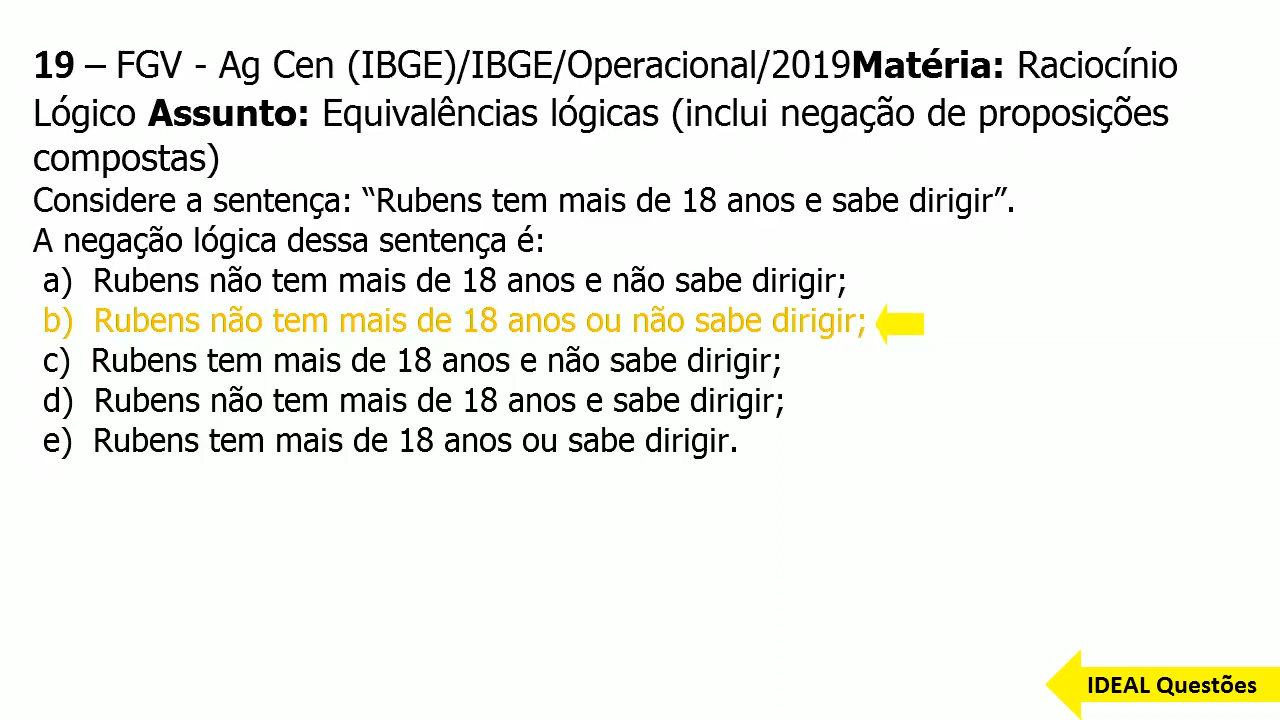 19 – FGV - Ag Cen (IBGE)/IBGE/Operacional/2019Matéria: Raciocínio
Lógico Assunto: Equivalências lógicas (inclui negação de proposições
compostas)
Considere a sentença: “Rubens tem mais de 18 anos e sabe dirigir”.
A negação lógica dessa sentença é:
a) Rubens não tem mais de 18 anos e não sabe dirigir;
b) Rubens não tem mais de 18 anos ou não sabe dirigir;
c) Rubens tem mais de 18 anos e não sabe dirigir;
d) Rubens não tem mais de 18 anos e sabe dirigir;
e) Rubens tem mais de 18 anos ou sabe dirigir.
IDEAL Questões